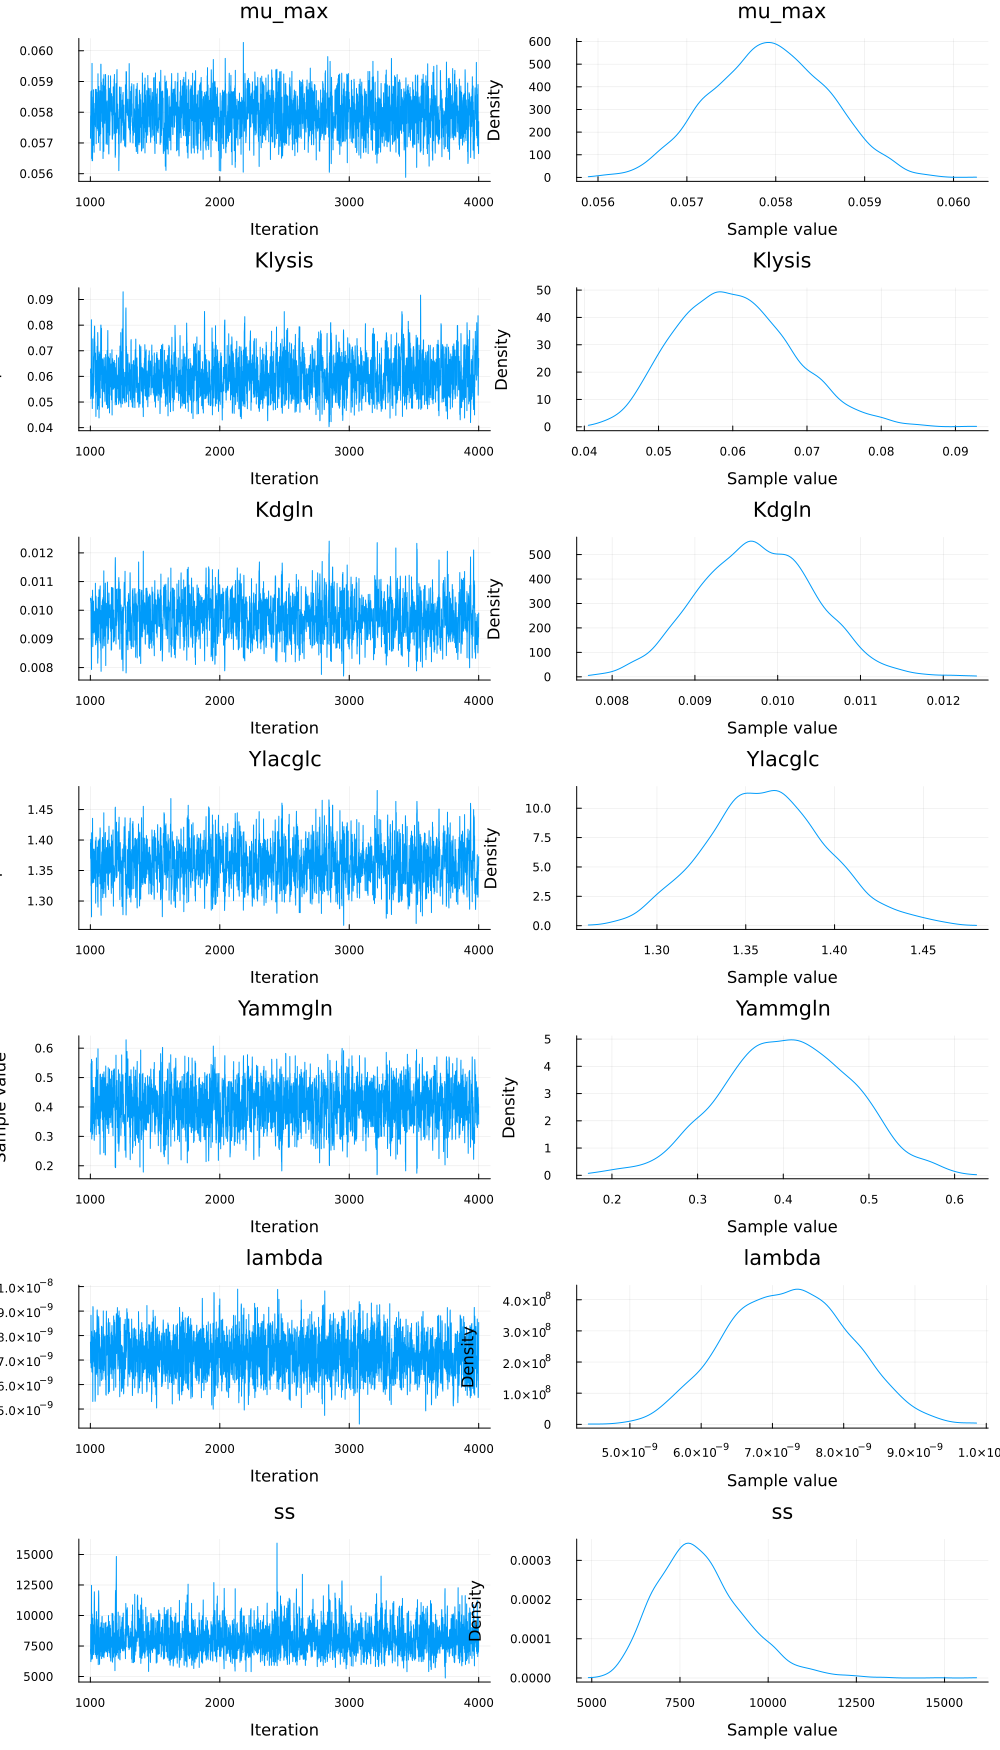 mu_max
mu_max
0.060
0.059
0.058
0.057
0.056
1000 2000 3000 4000
Iteration
Density
600
500
400
300
200
100
0
0.056 0.057 0.058 0.059 0.060
Sample value
Klysis
Klysis
0.09
0.08
0.07
0.06
0.05
0.04
1000 2000 3000 4000
Iteration
Density
50
40
30
20
10
0
0.04 0.05 0.06 0.07 0.08 0.09
Sample value
Kdgln
Kdgln
0.012
0.011
0.010
0.009
0.008
1000 2000 3000 4000
Iteration
Density
500
400
300
200
100
0
0.008 0.009 0.010 0.011 0.012
Sample value
Ylacglc
Ylacglc
1.45
1.40
1.35
1.30
1000 2000 3000 4000
Iteration
Density
10.0
7.5
5.0
2.5
0.0
1.30 1.35 1.40 1.45
Sample value
Yammgln
Yammgln
Sample value
0.6
0.5
0.4
0.3
0.2
1000 2000 3000 4000
Iteration
Density
5
4
3
2
1
0
0.2 0.3 0.4 0.5 0.6
Sample value
lambda
lambda
1.0×10⁻⁸
9.0×10⁻⁹
8.0×10⁻⁹
7.0×10⁻⁹
6.0×10⁻⁹
5.0×10⁻⁹
1000 2000 3000 4000
Iteration
Density
4.0×10⁸
3.0×10⁸
2.0×10⁸
1.0×10⁸
0
5.0×10⁻⁹ 6.0×10⁻⁹ 7.0×10⁻⁹ 8.0×10⁻⁹ 9.0×10⁻⁹
Sample value
ss
ss
15000
12500
10000
7500
5000
1000 2000 3000 4000
Iteration
Density
0.0003
0.0002
0.0001
0.0000
5000 7500 10000 12500 15000
Sample value